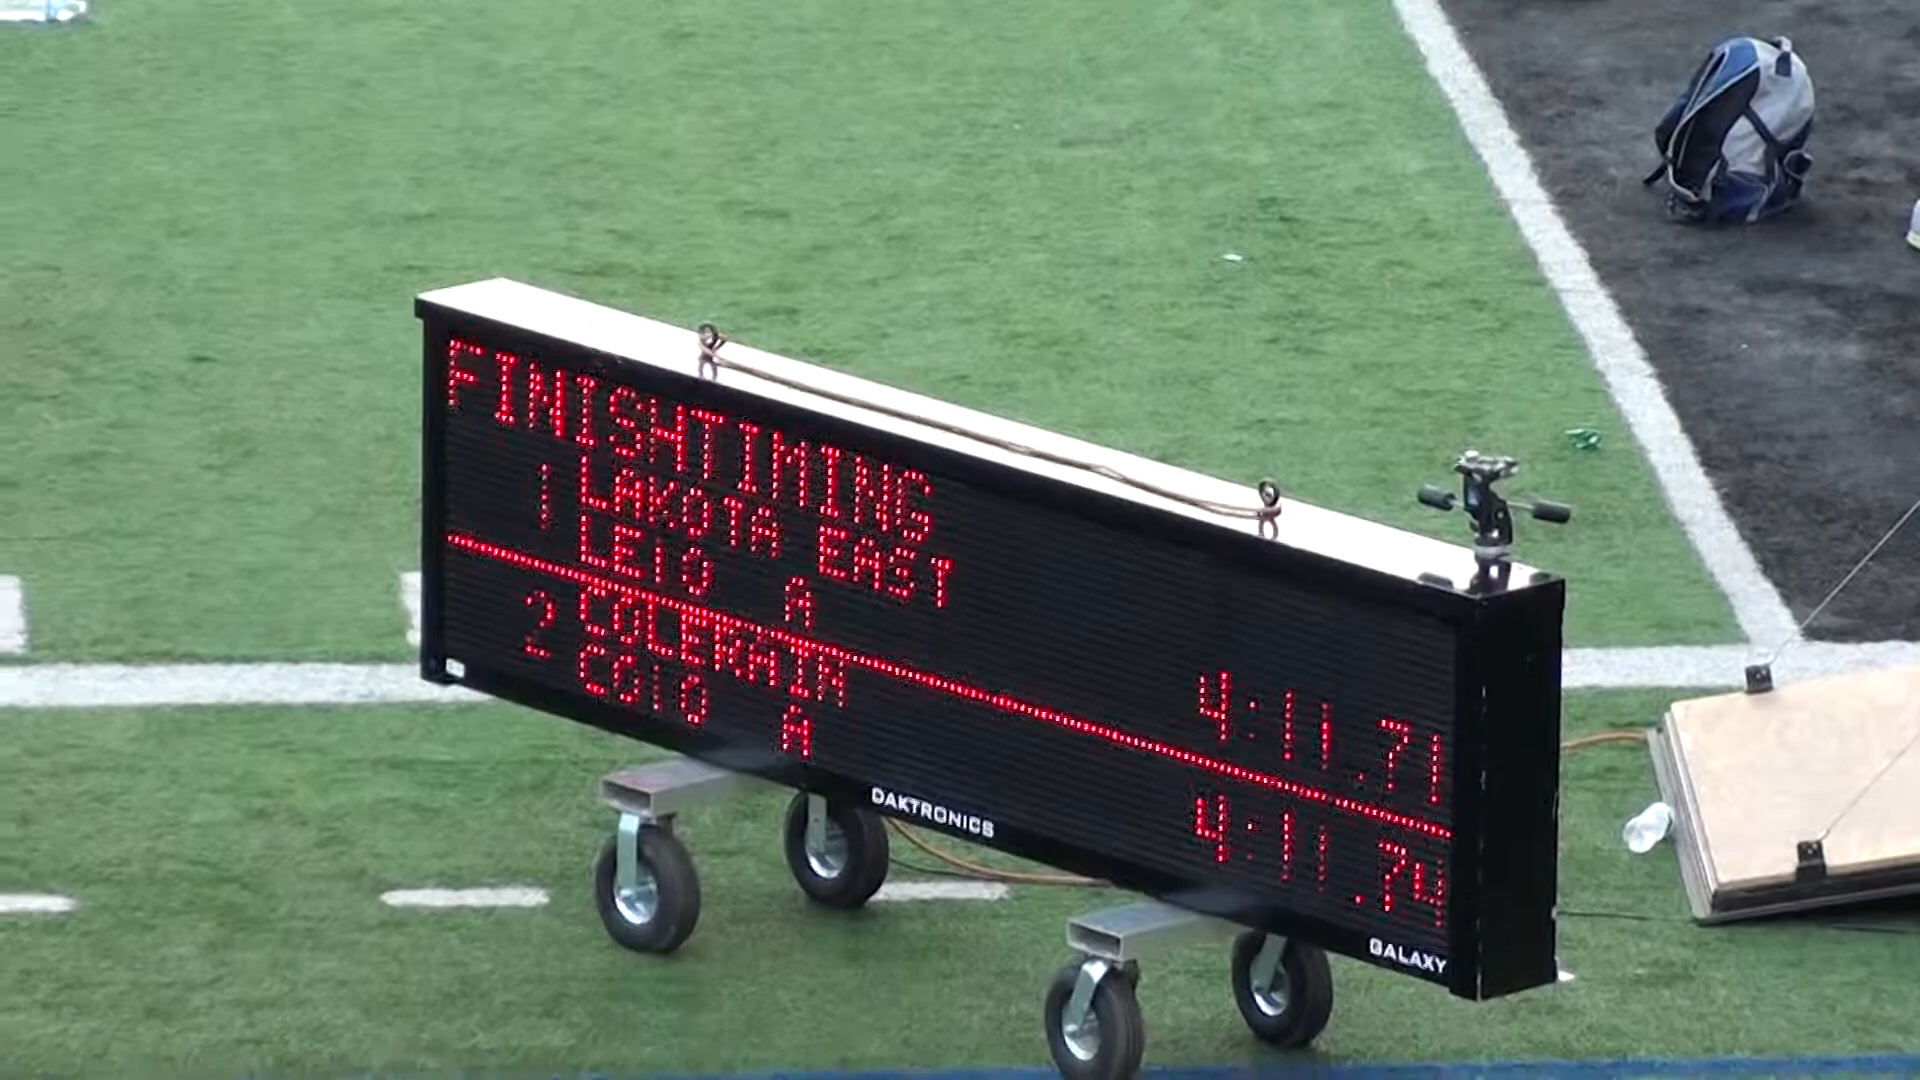 FINISHTIMING
1 LAKOTA EAST
LE10 A 4:11.71
2 COLERAIN
CO10 A 4:11.74
DAKTRONICS
GALAXY